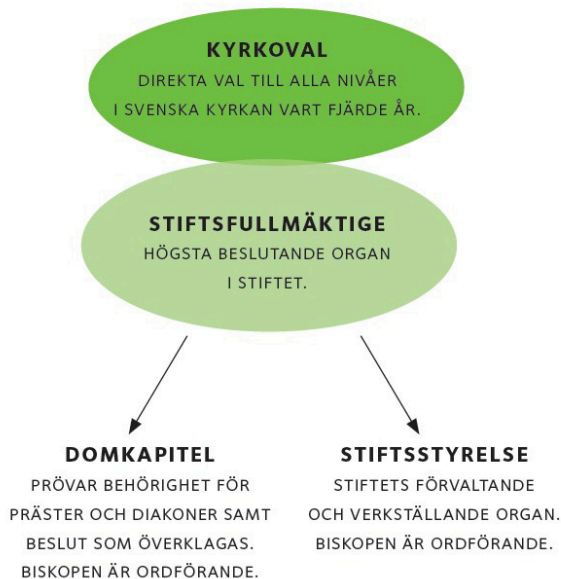 KYRKOVAL
DIREKTA VAL TILL ALLA NIVÅER
I SVENSKA KYRKAN VART FJÄRDE ÅR.
STIFTSFULLMÄKTIGE
HÖGSTA BESLUTANDE ORGAN
I STIFTET.
DOMKAPITEL
PRÖVAR BEHÖRIGHET FÖR
PRÄSTER OCH DIAKONER SAMT
BESLUT SOM ÖVERKLAGAS.
BISKOPEN ÄR ORDFÖRANDE.
STIFTSSTYRELSE
STIFTETS FÖRVALTANDE
OCH VERKSTÄLLANDE ORGAN.
BISKOPEN ÄR ORDFÖRANDE.